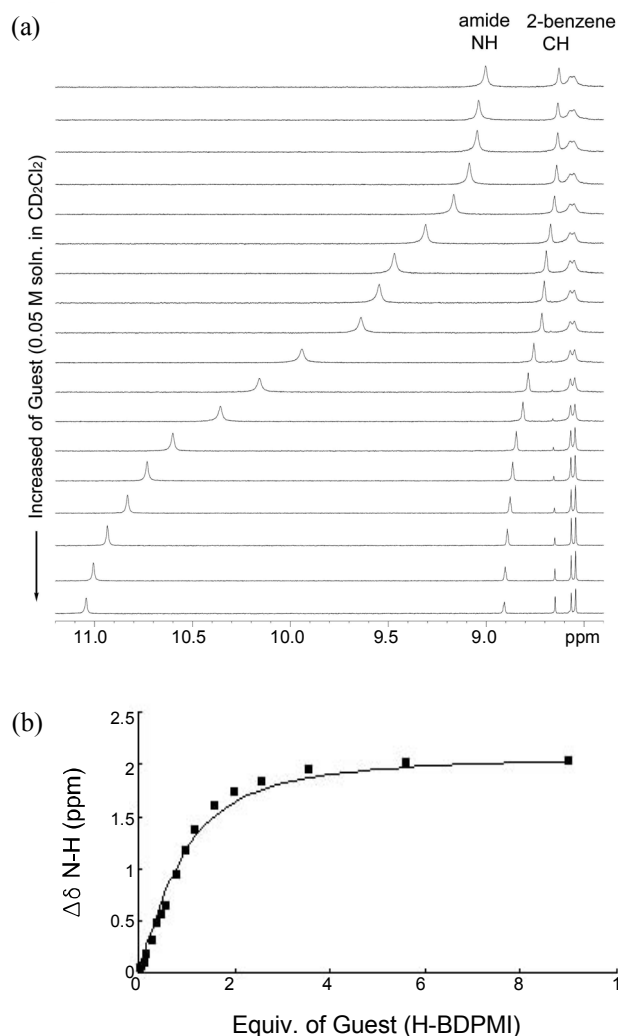 (a)
amide 2-benzene
NH CH
Increased of Guest (0.05 M soln. in CD₂Cl₂)
11.0 10.5 10.0 9.5 9.0 ppm
(b)
2.5
2
1.5
1
0.5
0
Δδ N-H (ppm)
0 2 4 6 8 1
Equiv. of Guest (H-BDPMI)